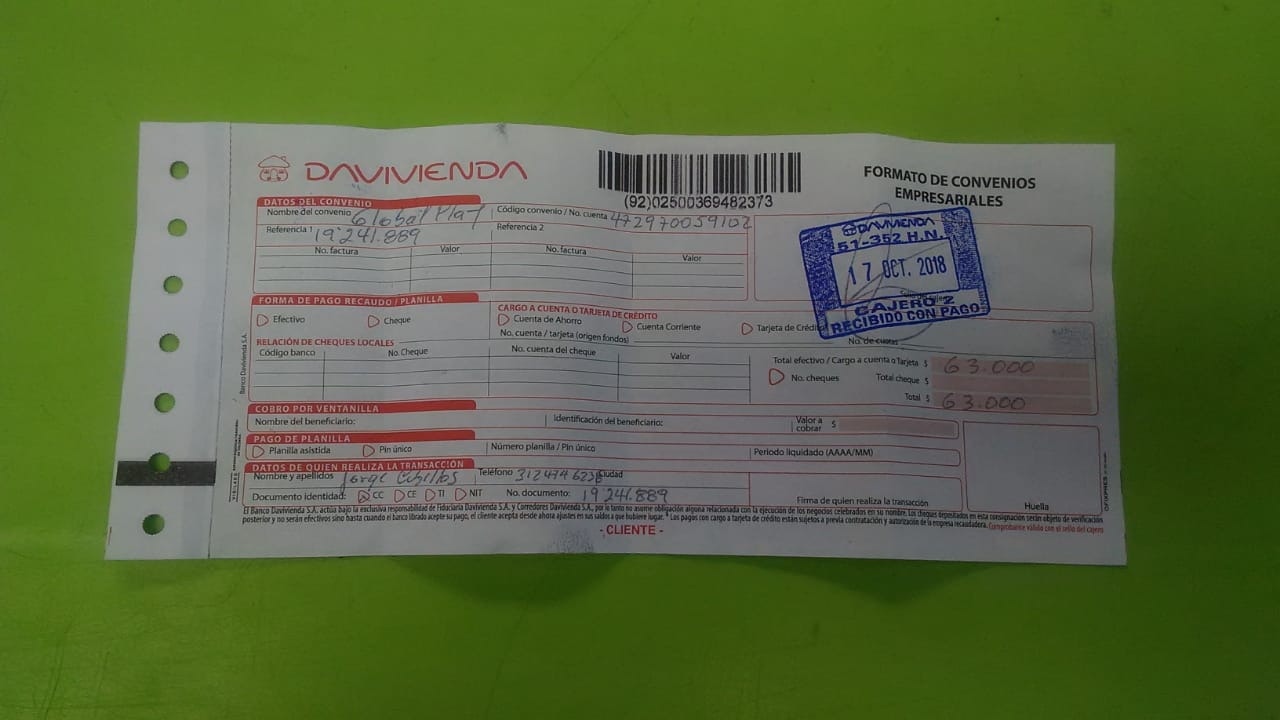 DAVIVIENDA
(92)02500369482373
FORMATO DE CONVENIOS
EMPRESARIALES
DATOS DEL CONVENIO
Nombre del convenio Global Plat Código convenio / No. cuenta 472970059102
Referencia 1 19'241.889 Referencia 2
No. factura Valor No. factura Valor
DAVIVIENDA
51-352 H.N.
17 OCT. 2018
CAJERO 2
RECIBIDO CON PAGO
FORMA DE PAGO RECAUDO / PLANILLA
Efectivo Cheque
CARGO A CUENTA O TARJETA DE CRÉDITO
Cuenta de Ahorro Cuenta Corriente Tarjeta de Crédito
No. cuenta / tarjeta (origen fondos) No. de cuotas
RELACIÓN DE CHEQUES LOCALES
Código banco No. Cheque No. cuenta del cheque Valor
Total efectivo / Cargo a cuenta o Tarjeta $ 63.000
No. cheques Total cheque $
Total $ 63.000
COBRO POR VENTANILLA
Nombre del beneficiario: Identificación del beneficiario: Valor a cobrar $
PAGO DE PLANILLA
Planilla asistida Pin único Número planilla / Pin único Periodo liquidado (AAAA/MM)
DATOS DE QUIEN REALIZA LA TRANSACCIÓN
Nombre y apellidos Jorge Teléfono Ciudad
Documento identidad: CC CE TI NIT No. documento: 19'241.889
Firma de quien realiza la transacción
Huella
Banco Davivienda S.A.
El Banco Davivienda S.A. actúa bajo la exclusiva responsabilidad de Fiduciaria Davivienda S.A. y Corredores Davivienda S.A., por lo tanto no asume obligación alguna relacionada con la ejecución de los negocios celebrados en su nombre. Los cheques depositados en esta consignación serán objeto de verificación
posterior y no serán efectivos sino hasta cuando el banco librado acepte su pago, el cliente acepta desde ahora ajustes en sus saldos a que hubiere lugar. * Los pagos con cargo a tarjeta de crédito están sujetos a previa contratación y autorización de la empresa recaudadora. Comprobante válido con el sello del cajero
- CLIENTE -